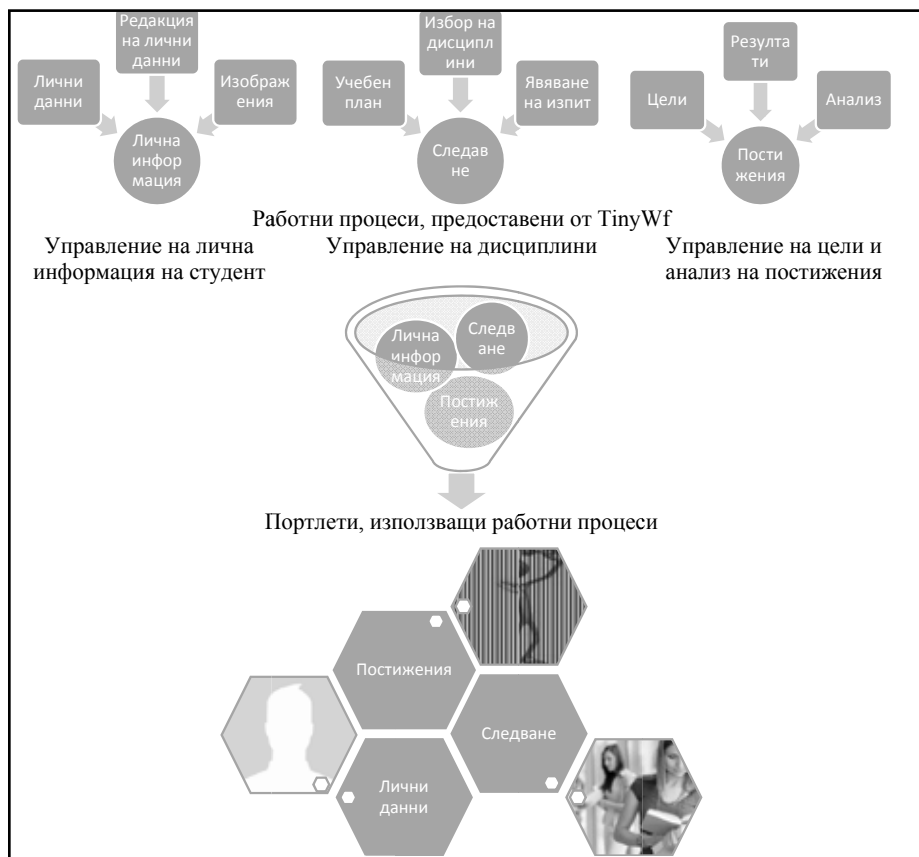 Редакция
на лични
данни
Лични
данни
Изображ
ения
Лична
инфор
мация
Избор на
дисципл
ини
Учебен
план
Явяване
на изпит
Следав
не
Резулта
ти
Цели
Анализ
Пости
жения
Работни процеси, предоставени от TinyWf
Управление на лична
информация на студент
Управление на дисциплини
Управление на цели и
анализ на постижения
Лична
инфор
мация
Следв
ане
Постиж
ения
Портлети, използващи работни процеси
Постижения
Следване
Лични
данни